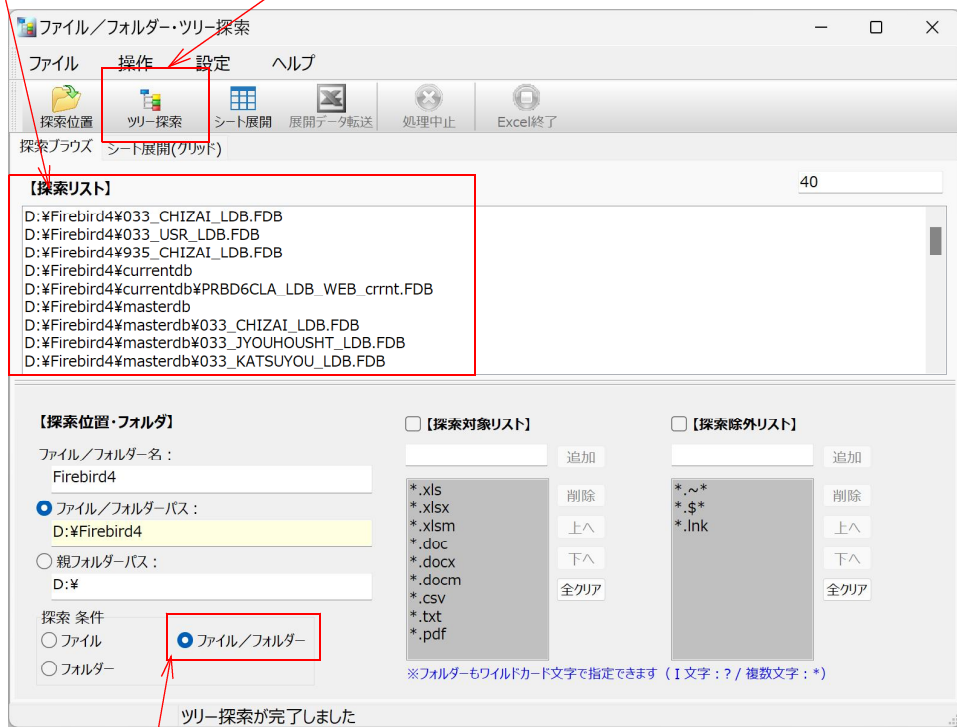 ファイル／フォルダー・ツリー探索
ファイル 操作 設定 ヘルプ
探索位置 ツリー探索 シート展開 展開データ転送 処理中止 Excel終了
探索ブラウズ シート展開(グリッド)
【探索リスト】 40
D:¥Firebird4¥033_CHIZAI_LDB.FDB
D:¥Firebird4¥033_USR_LDB.FDB
D:¥Firebird4¥935_CHIZAI_LDB.FDB
D:¥Firebird4¥currentdb
D:¥Firebird4¥currentdb¥PRBD6CLA_LDB_WEB_crrnt.FDB
D:¥Firebird4¥masterdb
D:¥Firebird4¥masterdb¥033_CHIZAI_LDB.FDB
D:¥Firebird4¥masterdb¥033_JYOUHOUSHT_LDB.FDB
D:¥Firebird4¥masterdb¥033_KATSUYOU_LDB.FDB
【探索位置・フォルダ】
ファイル／フォルダー名：
Firebird4
ファイル／フォルダーパス：
D:¥Firebird4
親フォルダーパス：
D:¥
探索 条件
ファイル ファイル／フォルダー
フォルダー
【探索対象リスト】
追加
*.xls
*.xlsx
*.xlsm
*.doc
*.docx
*.docm
*.csv
*.txt
*.pdf
削除
上へ
下へ
全クリア
【探索除外リスト】
追加
*.~*
*.$*
*.lnk
削除
上へ
下へ
全クリア
※フォルダーもワイルドカード文字で指定できます（Ｉ文字：? / 複数文字：*）
ツリー探索が完了しました